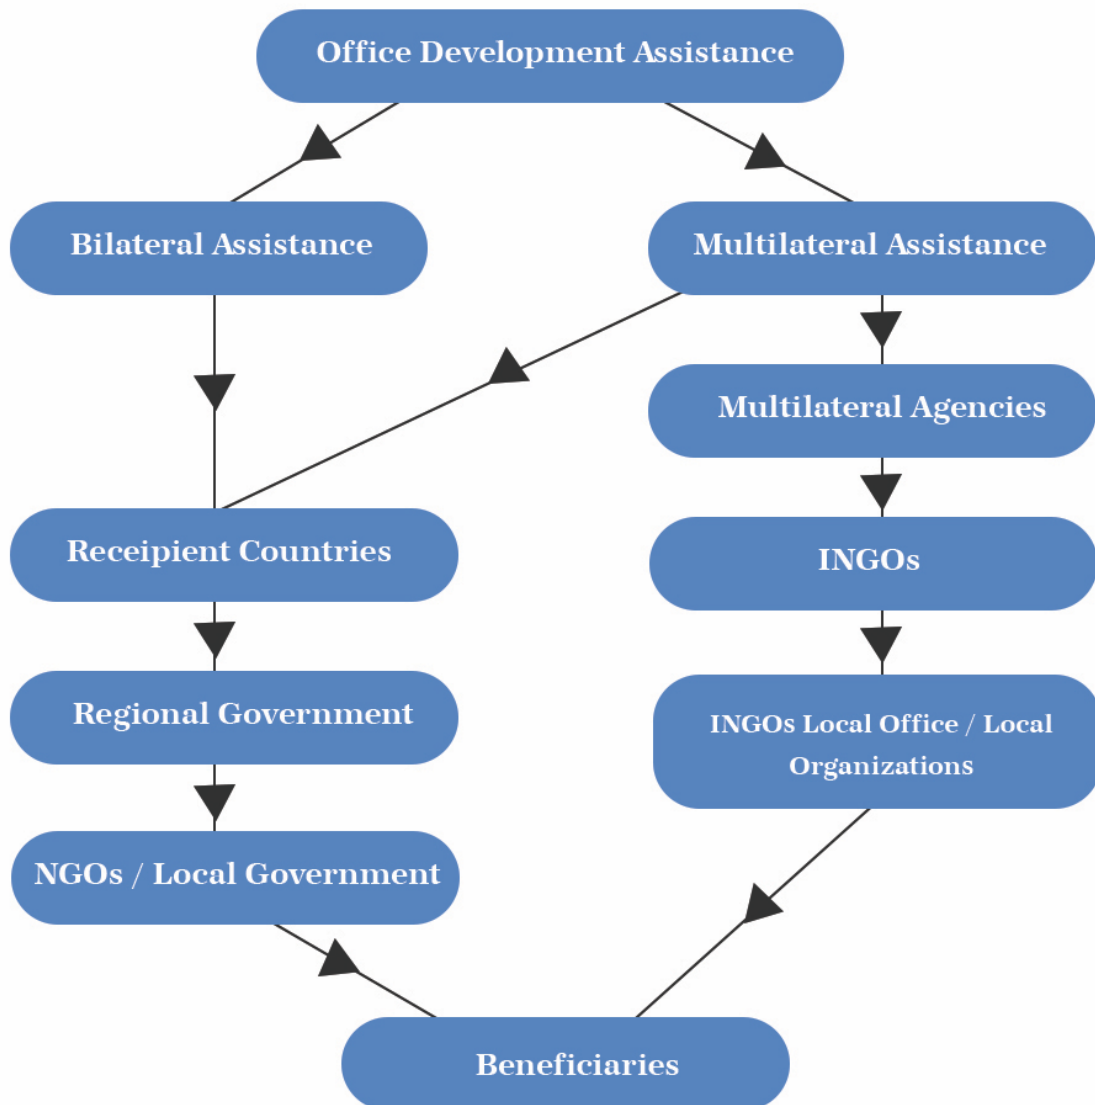 Office Development Assistance
Bilateral Assistance
Multilateral Assistance
Multilateral Agencies
Receipient Countries
INGOs
Regional Government
INGOs Local Office / Local
Organizations
NGOs / Local Government
Beneficiaries